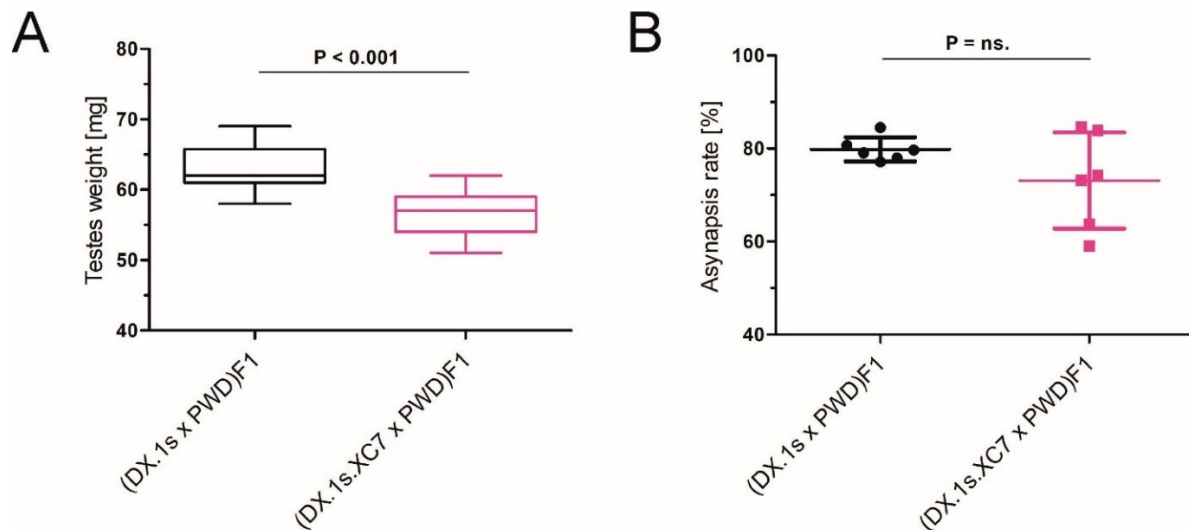 A
P < 0.001
Testes weight [mg]
80
70
60
50
40
(DX.1s x PWD)F1
(DX.1s.XC7 x PWD)F1
B
P = ns.
Asynapsis rate [%]
100
80
60
40
(DX.1s x PWD)F1
(DX.1s.XC7 x PWD)F1